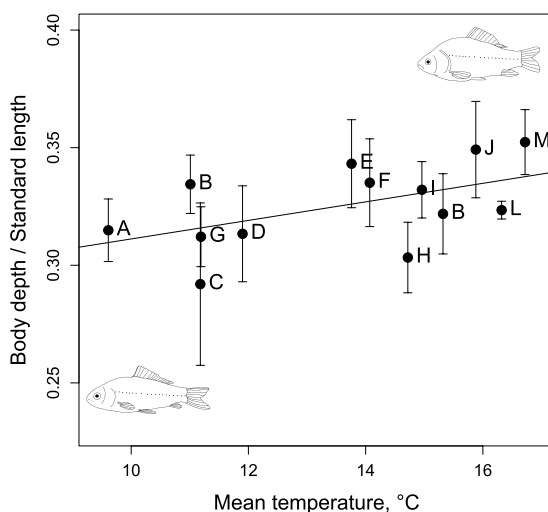 0.40
0.35
0.30
0.25
Body depth / Standard length
A
B
G
C
D
E
F
H
I
B
J
L
M
10
12
14
16
Mean temperature, °C